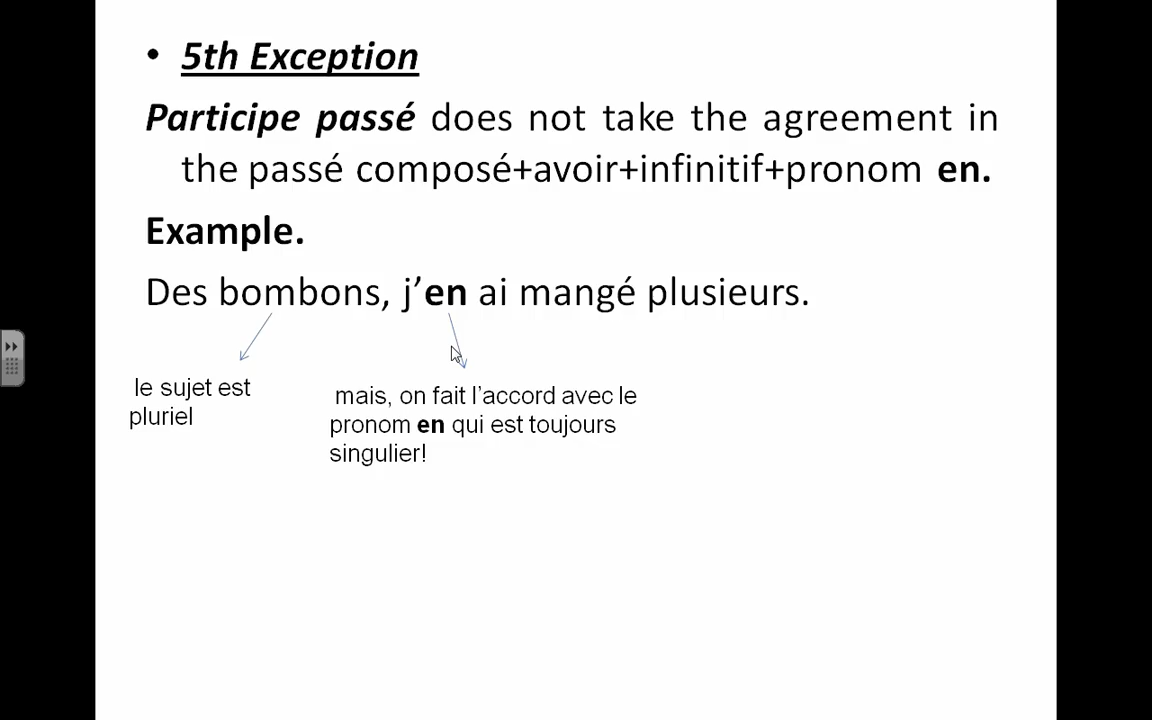 • 5th Exception
Participe passé does not take the agreement in
the passé composé+avoir+infinitif+pronom en.
Example.
Des bombons, j’en ai mangé plusieurs.
le sujet est
pluriel
mais, on fait l’accord avec le
pronom en qui est toujours
singulier!